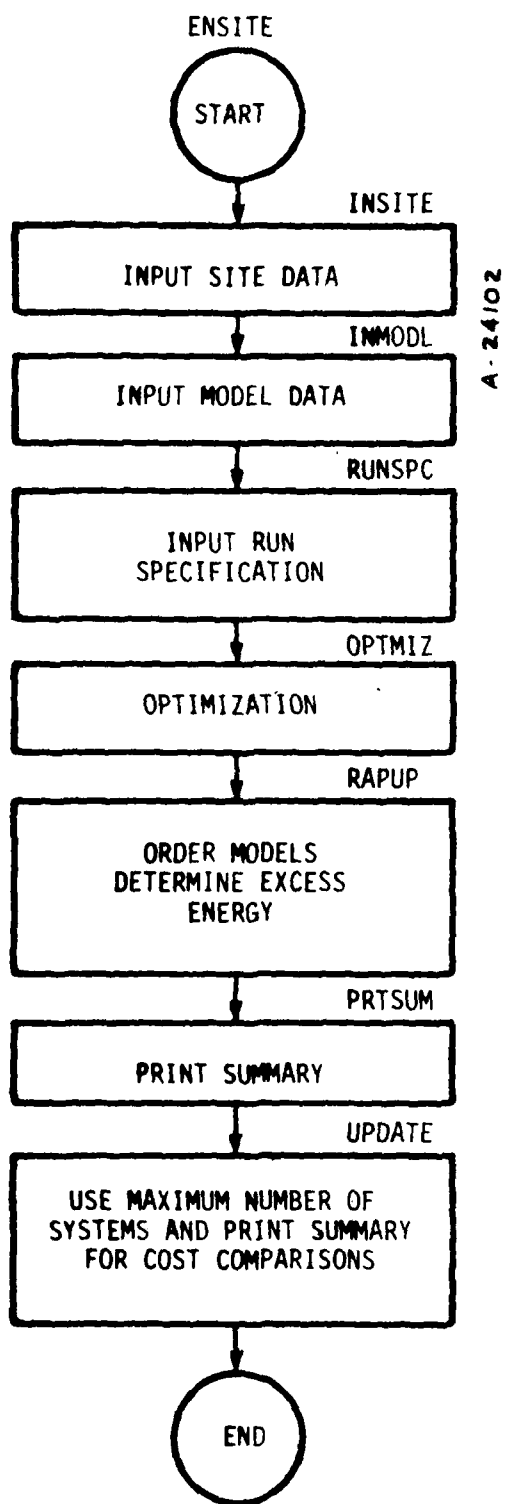 ENSITE
START
INSITE
INPUT SITE DATA
A-24102
INMODL
INPUT MODEL DATA
RUNSPC
INPUT RUN
SPECIFICATION
OPTMIZ
OPTIMIZATION
RAPUP
ORDER MODELS
DETERMINE EXCESS
ENERGY
PRTSUM
PRINT SUMMARY
UPDATE
USE MAXIMUM NUMBER OF
SYSTEMS AND PRINT SUMMARY
FOR COST COMPARISONS
END